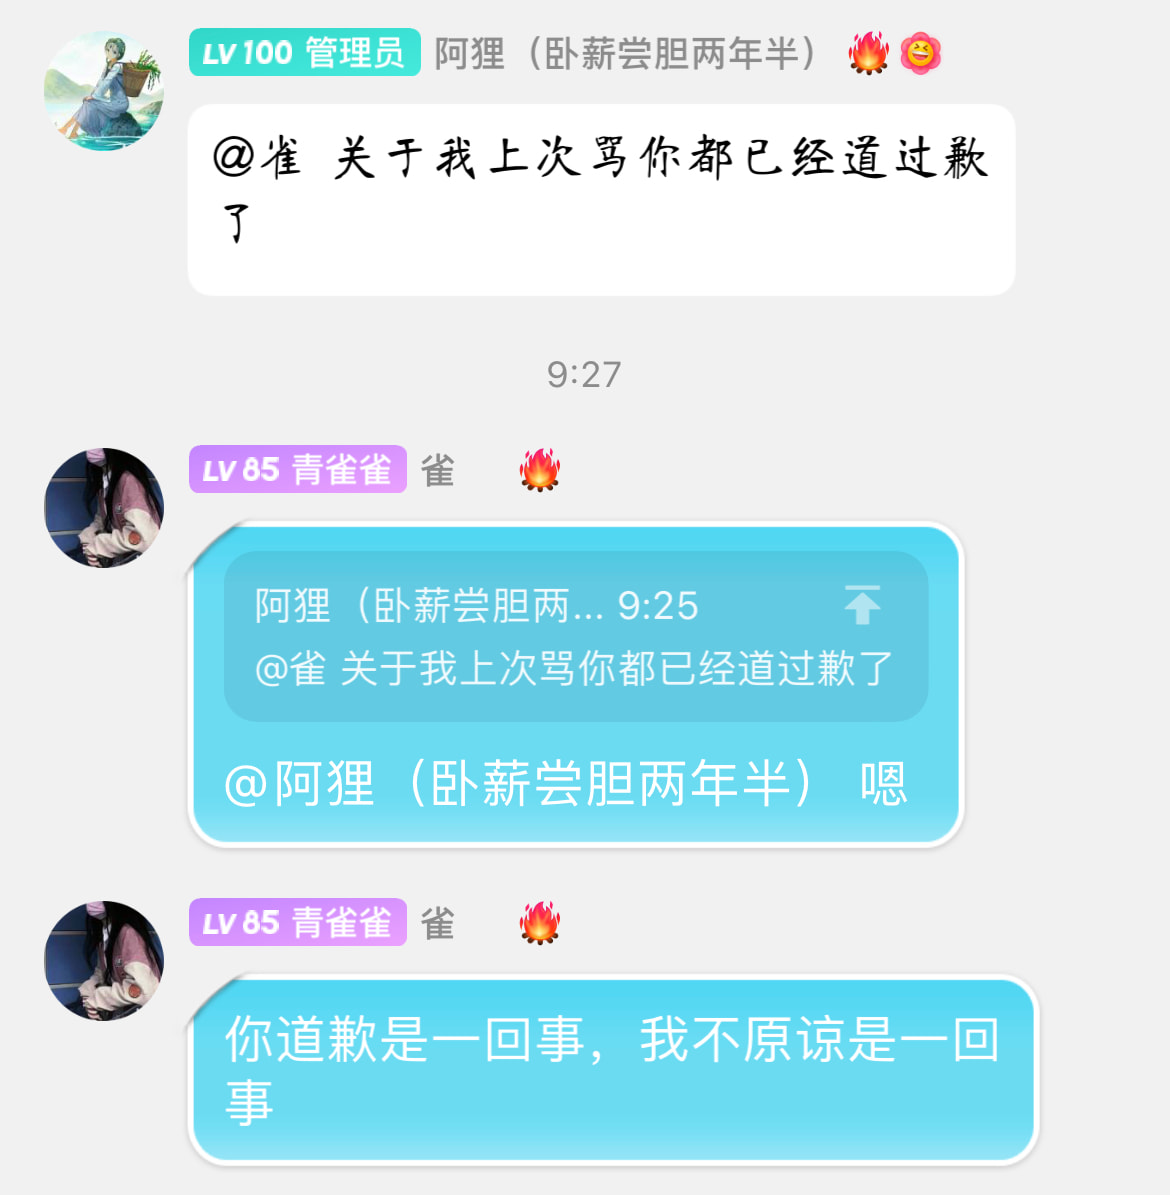 LV 100 管理员 阿狸（卧薪尝胆两年半）
@雀 关于我上次骂你都已经道过歉
了
9:27
LV 85 青雀雀 雀
阿狸（卧薪尝胆两... 9:25
@雀 关于我上次骂你都已经道过歉了
@阿狸（卧薪尝胆两年半） 嗯
LV 85 青雀雀 雀
你道歉是一回事，我不原谅是一回
事